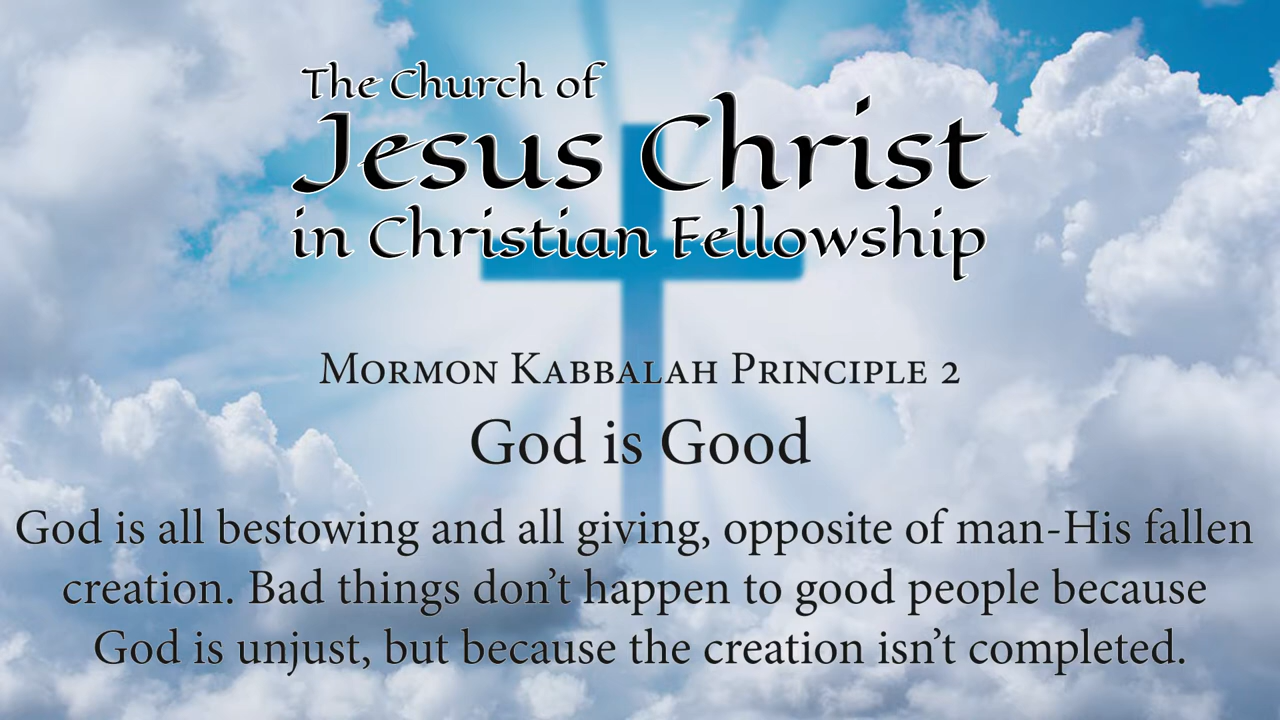 The Church of
Jesus Christ
in Christian Fellowship
Mormon Kabbalah Principle 2
God is Good
God is all bestowing and all giving, opposite of man-His fallen
creation. Bad things don’t happen to good people because
God is unjust, but because the creation isn’t completed.